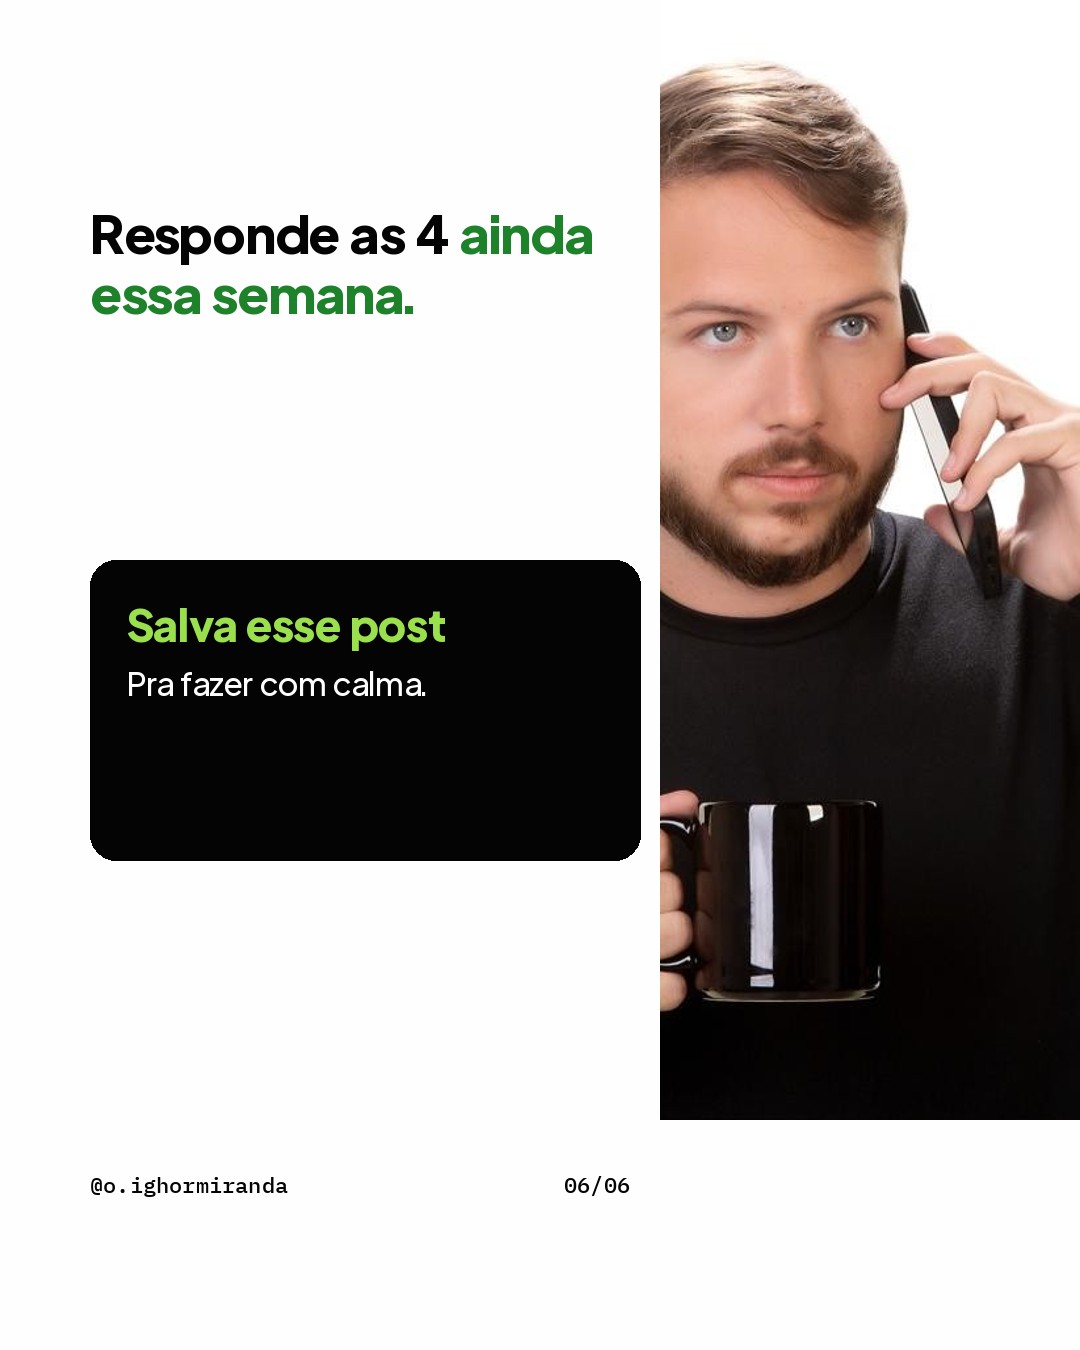 Responde as 4 ainda
essa semana.
Salva esse post
Pra fazer com calma.
@o.ighormiranda
06/06